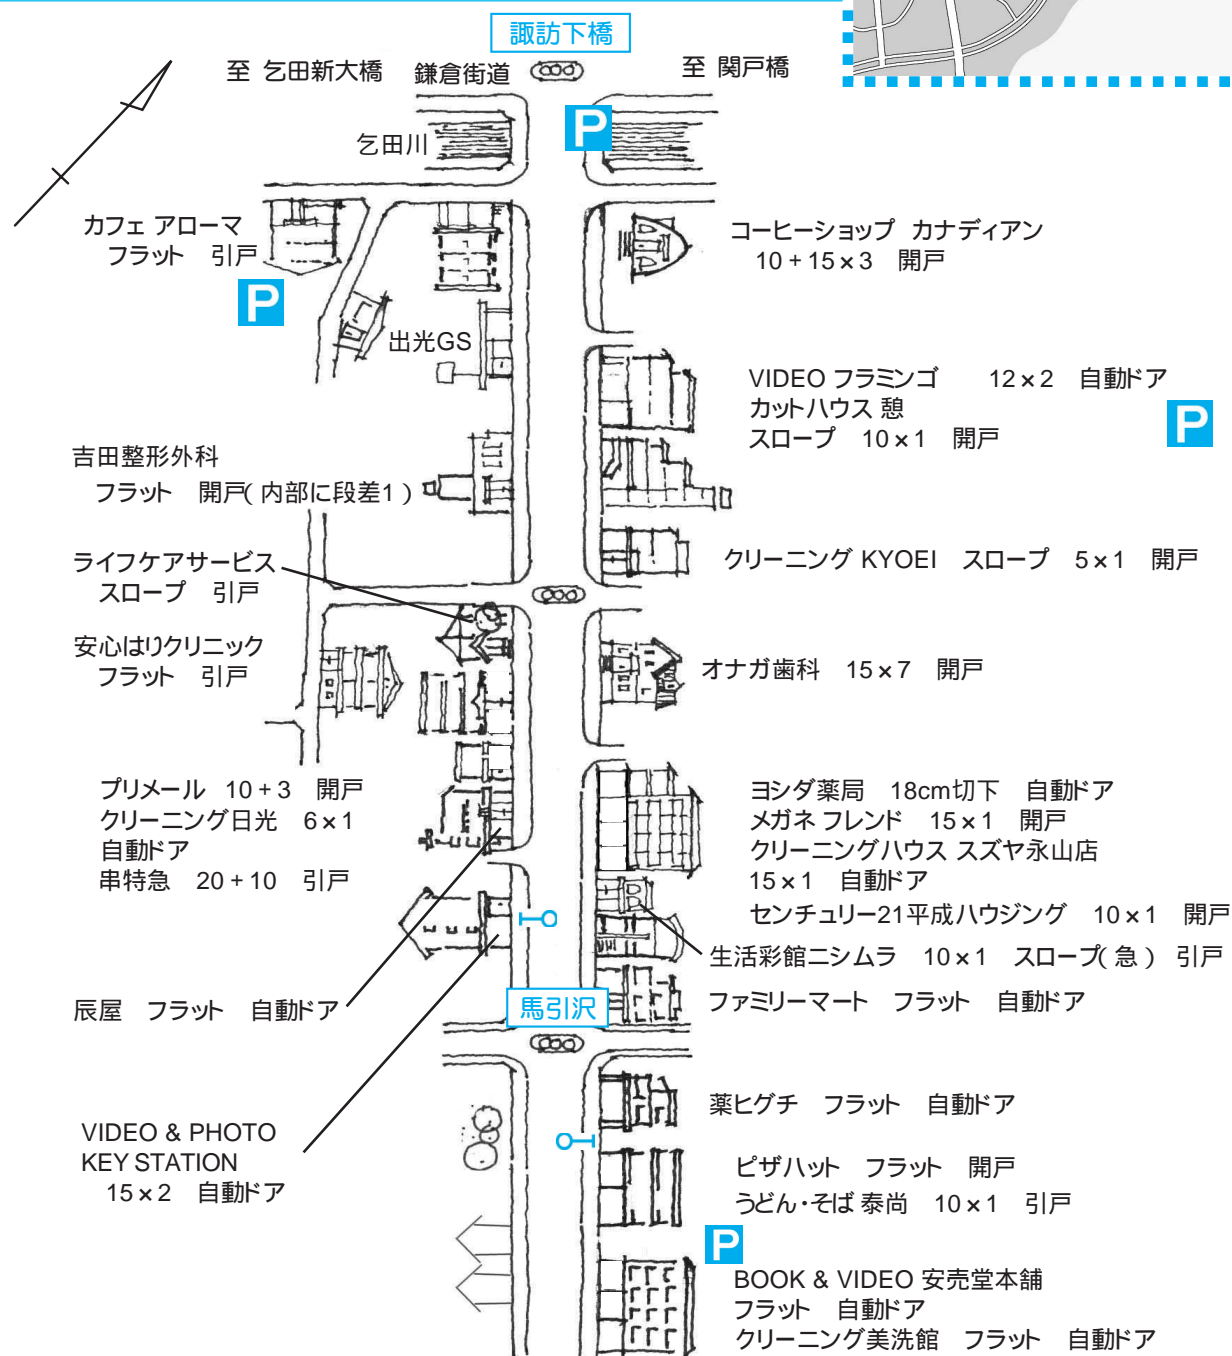 諏訪下橋
至 乞田新大橋
鎌倉街道
至 関戸橋
P
乞田川
カフェ アローマ
フラット 引戸
P
コーヒーショップ カナディアン
10+15×3 開戸
出光GS
VIDEO フラミンゴ 12×2 自動ドア
カットハウス 憩
スロープ 10×1 開戸
P
吉田整形外科
フラット 開戸(内部に段差1)
クリーニング KYOEI スロープ 5×1 開戸
ライフケアサービス
スロープ 引戸
安心はりクリニック
フラット 引戸
オナガ歯科 15×7 開戸
プリメール 10+3 開戸
クリーニング日光 6×1
自動ドア
串特急 20+10 引戸
ヨシダ薬局 18cm切下 自動ドア
メガネ フレンド 15×1 開戸
クリーニングハウス スズヤ永山店
15×1 自動ドア
センチュリー21平成ハウジング 10×1 開戸
生活彩館ニシムラ 10×1 スロープ(急) 引戸
辰屋 フラット 自動ドア
馬引沢
ファミリーマート フラット 自動ドア
薬ヒグチ フラット 自動ドア
VIDEO & PHOTO
KEY STATION
15×2 自動ドア
ピザハット フラット 開戸
うどん・そば 泰尚 10×1 引戸
P
BOOK & VIDEO 安売堂本舗
フラット 自動ドア
クリーニング美洗館 フラット 自動ドア